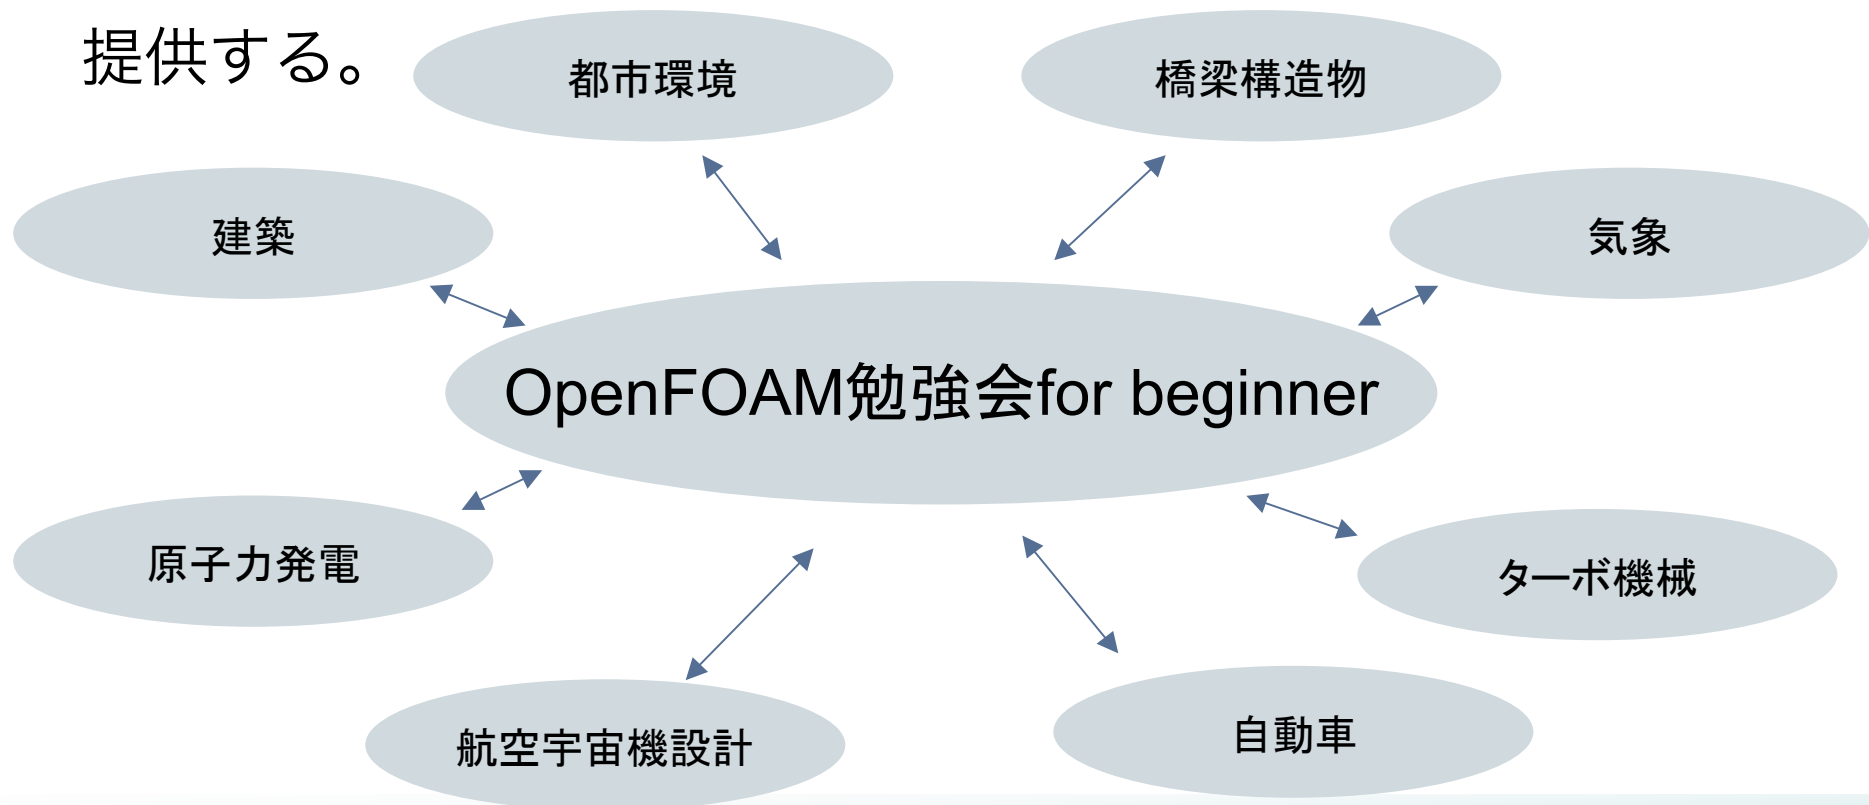 提供する。
都市環境
橋梁構造物
建築
気象
OpenFOAM勉強会for beginner
原子力発電
ターボ機械
航空宇宙機設計
自動車